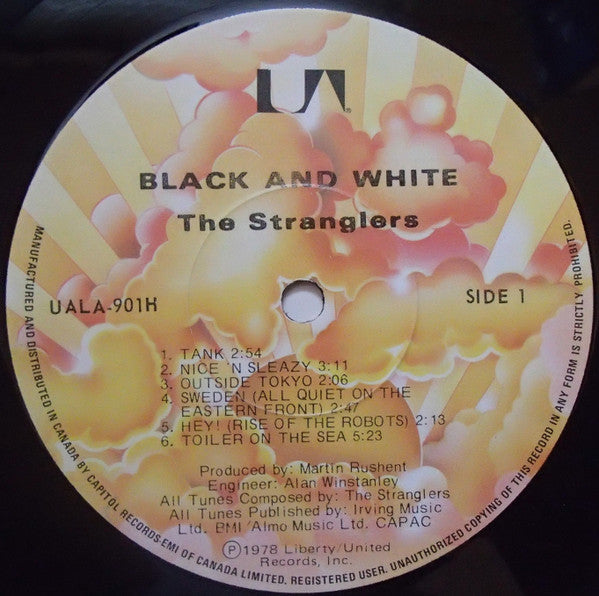 UA®
BLACK AND WHITE
The Stranglers
UALA-901H
SIDE 1
1. TANK 2:54
2. NICE 'N SLEAZY 3:11
3. OUTSIDE TOKYO 2:06
4. SWEDEN (ALL QUIET ON THE
EASTERN FRONT) 2:47
5. HEY! (RISE OF THE ROBOTS) 2:13
6. TOILER ON THE SEA 5:23
Produced by: Martin Rushent
Engineer: Alan Winstanley
All Tunes Composed by: The Stranglers
All Tunes Published by: Irving Music
Ltd. BMI/Almo Music Ltd. CAPAC
Ⓟ1978 Liberty/United
Records, Inc.
MANUFACTURED AND DISTRIBUTED IN CANADA BY CAPITOL RECORDS-EMI OF CANADA LIMITED. REGISTERED USER. UNAUTHORIZED COPYING OF THIS RECORD IN ANY FORM IS STRICTLY PROHIBITED.